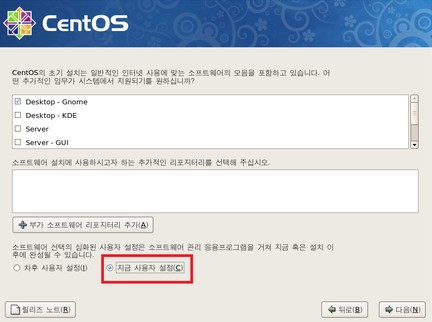 CentOS
CentOS의 초기 설치는 일반적인 인터넷 사용에 맞는 소프트웨어의 모음을 포함하고 있습니다. 어
떤 추가적인 임무가 시스템에서 지원되기를 원하십니까?
Desktop - Gnome
Desktop - KDE
Server
Server - GUI
소프트웨어 설치에 사용하시고자 하는 추가적인 리포지터리를 선택해 주십시오.
부가 소프트웨어 리포지터리 추가(A)
소프트웨어 선택의 심화된 사용자 설정은 소프트웨어 관리 응용프로그램을 거쳐 지금 혹은 설치 이
후에 완성될 수 있습니다.
차후 사용자 설정(l) 지금 사용자 설정(C)
릴리즈 노트(R) 뒤로(B) 다음(N)